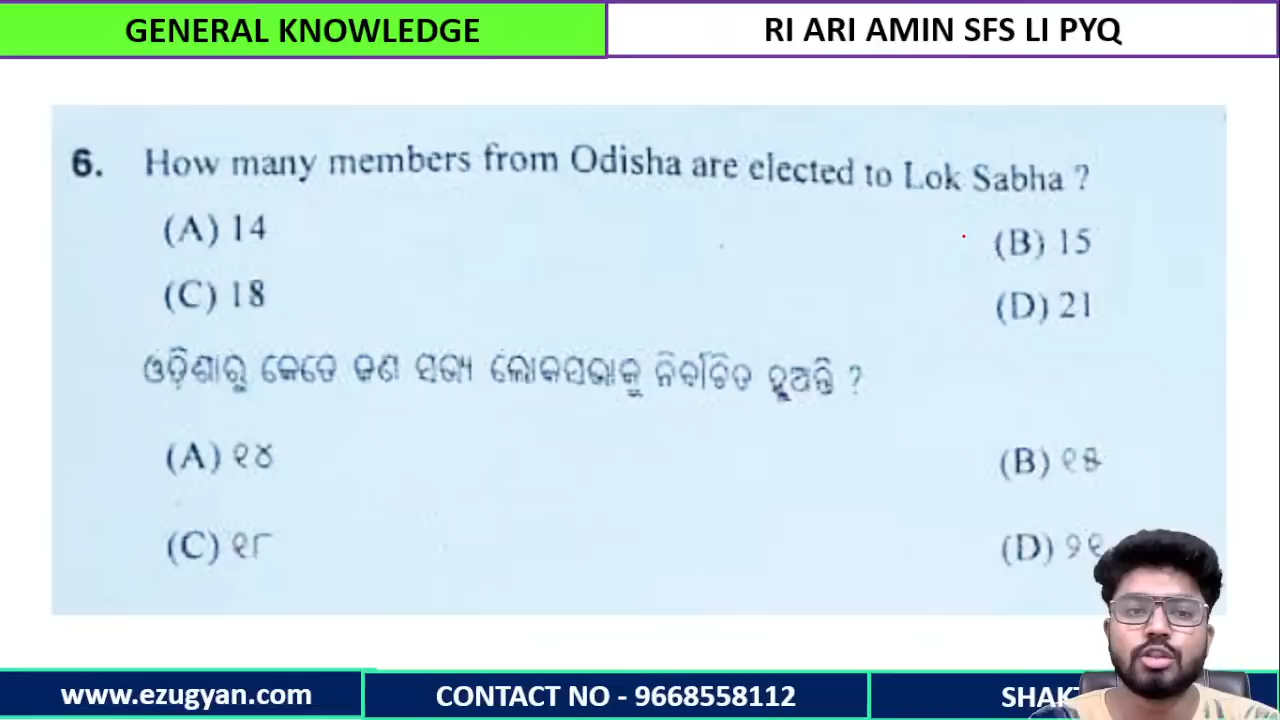 GENERAL KNOWLEDGE
RI ARI AMIN SFS LI PYQ
6. How many members from Odisha are elected to Lok Sabha ?
(A) 14 (B) 15
(C) 18 (D) 21
ଓଡ଼ିଶାରୁ କେତେ ଜଣ ସଭ୍ୟ ଲୋକସଭାକୁ ନିର୍ବାଚିତ ହୁଅନ୍ତି ?
(A) ୧୪ (B) ୧୫
(C) ୧୮ (D) ୨୧
www.ezugyan.com
CONTACT NO - 9668558112